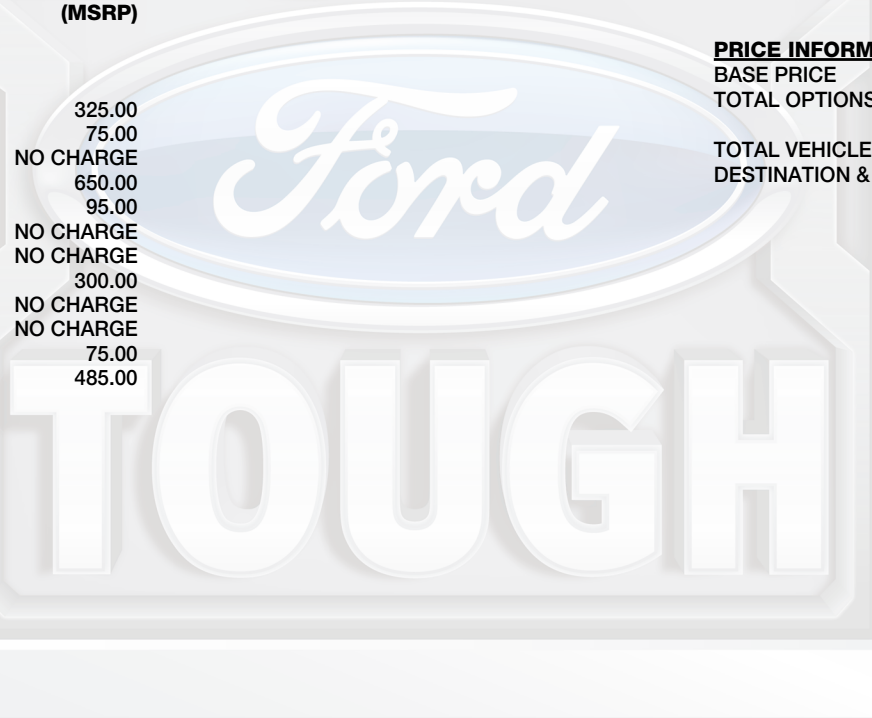 (MSRP)
325.00
75.00
NO CHARGE
650.00
95.00
NO CHARGE
NO CHARGE
300.00
NO CHARGE
NO CHARGE
75.00
485.00
PRICE INFORM
BASE PRICE
TOTAL OPTIONS
TOTAL VEHICLE
DESTINATION &
Ford
TOUGH